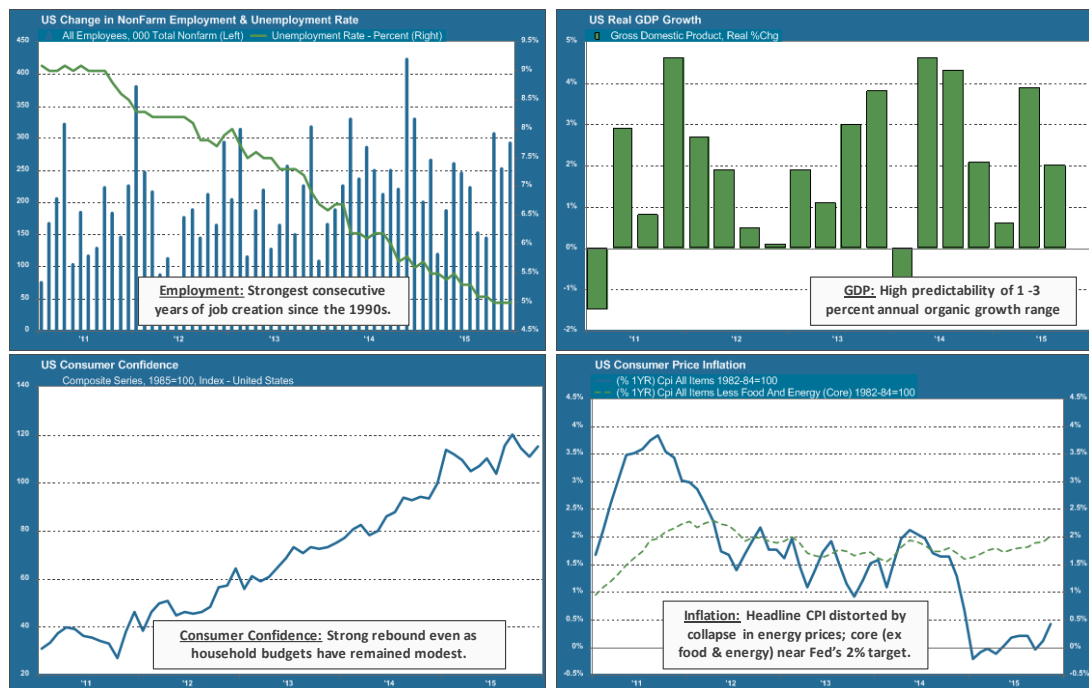 US Change in NonFarm Employment & Unemployment Rate
All Employees, 000 Total Nonfarm (Left) Unemployment Rate - Percent (Right)
450 9.5%
400 9%
350 8.5%
8%
300
7.5%
250
7%
200
6.5%
150 6%
100 5.5%
50 5%
0 4.5%
Employment: Strongest consecutive
years of job creation since the 1990s.
'11 '12 '13 '14 '15
US Real GDP Growth
Gross Domestic Product, Real %Chg
5%
4%
3%
2%
1%
0%
-1%
-2%
GDP: High predictability of 1 -3
percent annual organic growth range
'11 '12 '13 '14 '15
US Consumer Confidence
Composite Series, 1985=100, Index - United States
140
120
100
80
60
40
20
Consumer Confidence: Strong rebound even as
household budgets have remained modest.
'11 '12 '13 '14 '15
US Consumer Price Inflation
(% 1YR) Cpi All Items 1982-84=100
(% 1YR) Cpi All Items Less Food And Energy (Core) 1982-84=100
4.5% 4.5%
4% 4%
3.5% 3.5%
3% 3%
2.5% 2.5%
2% 2%
1.5% 1.5%
1% 1%
0.5% 0.5%
0% 0%
-0.5% -0.5%
Inflation: Headline CPI distorted by
collapse in energy prices; core (ex
food & energy) near Fed's 2% target.
'11 '12 '13 '14 '15